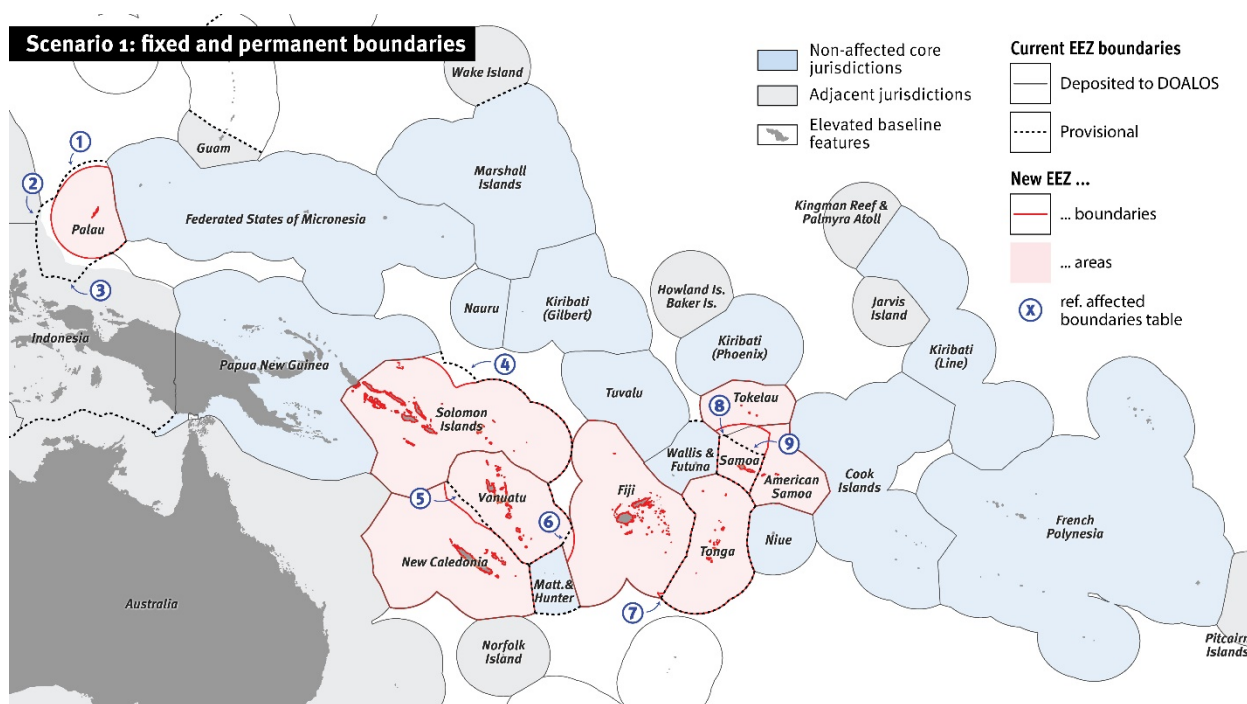 Scenario 1: fixed and permanent boundaries
Non-affected core
jurisdictions
Adjacent jurisdictions
Elevated baseline
features
Current EEZ boundaries
Deposited to DOALOS
Provisional
New EEZ ...
... boundaries
... areas
x
ref. affected
boundaries table
Wake Island
Guam
1
2
Palau
3
Federated States of Micronesia
Marshall
Islands
Kingman Reef &
Palmyra Atoll
Howland Is.
Baker Is.
Jarvis
Island
Nauru
Kiribati
(Gilbert)
Kiribati
(Phoenix)
Kiribati
(Line)
Indonesia
Papua New Guinea
4
Tuvalu
Tokelau
Solomon
Islands
8
9
Wallis &
Futuna
Samoa
American
Samoa
Cook
Islands
5
Vanuatu
6
Fiji
New Caledonia
Tonga
Niue
French
Polynesia
Matt.&
Hunter
7
Australia
Norfolk
Island
Pitcairn
Islands